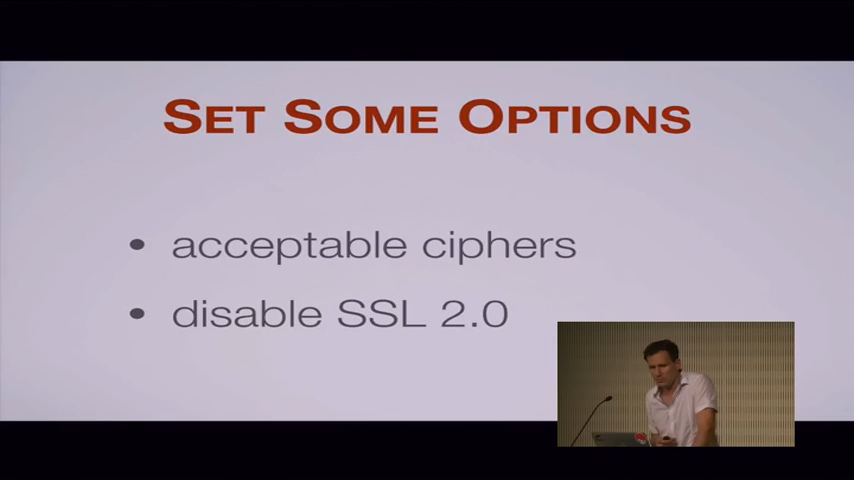 SET SOME OPTIONS
• acceptable ciphers
• disable SSL 2.0